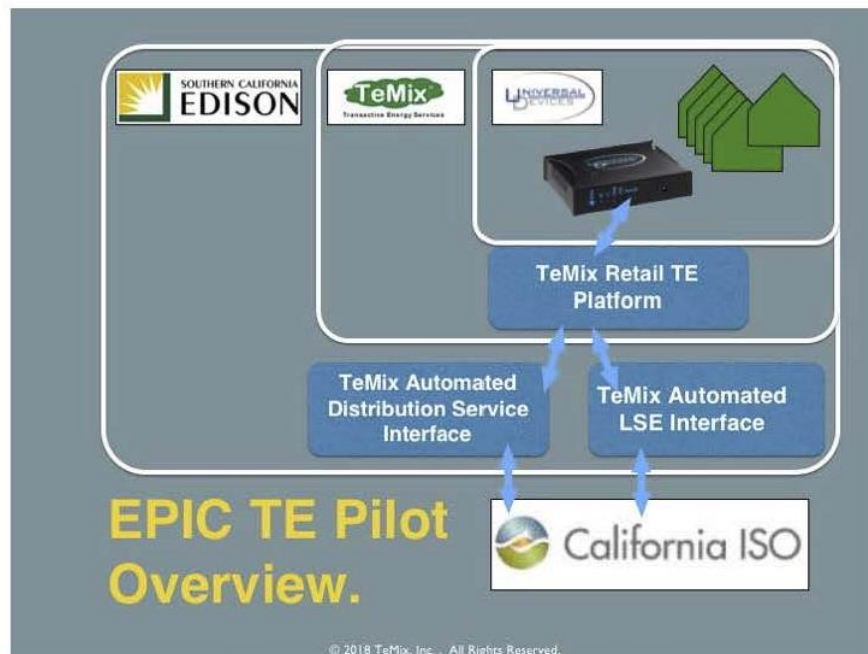 SOUTHERN CALIFORNIA
EDISON
TeMix
Transactive Energy Services
UNIVERSAL
DEVICES
TeMix Retail TE
Platform
TeMix Automated
Distribution Service
Interface
TeMix Automated
LSE Interface
EPIC TE Pilot
Overview.
California ISO
© 2018 TeMix, Inc. . All Rights Reserved.